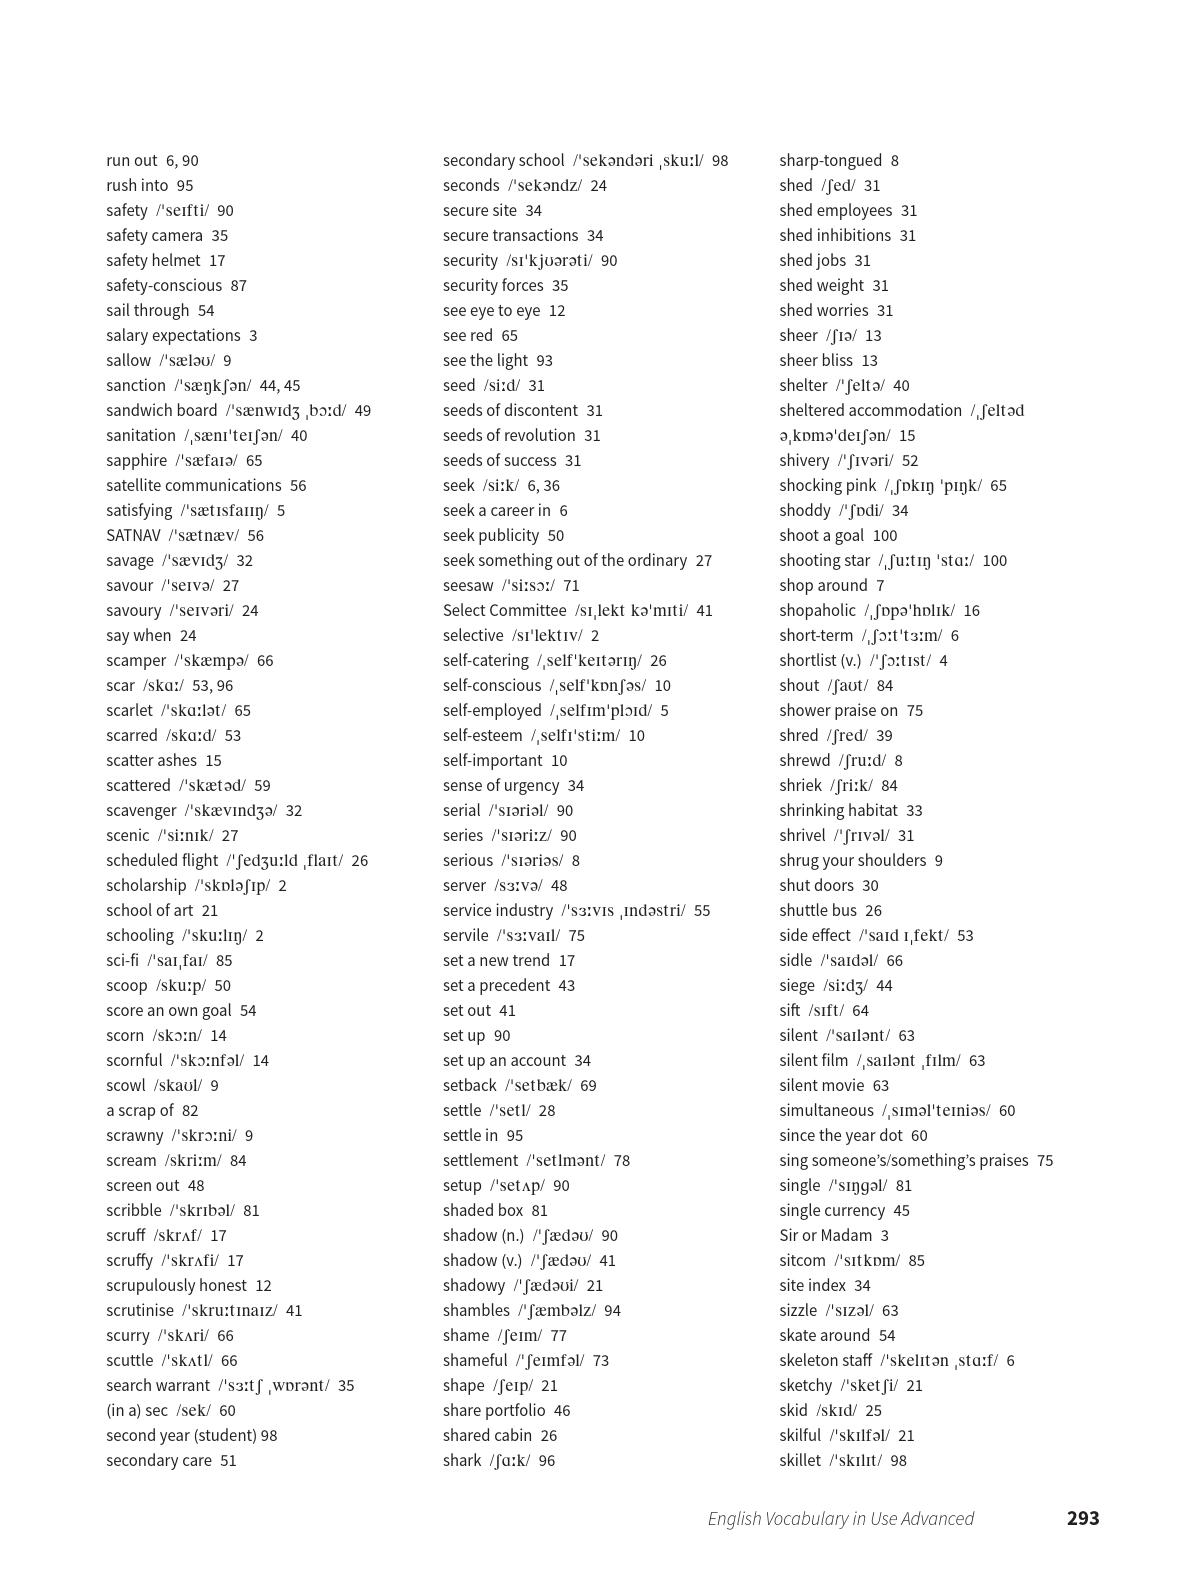 run out 6, 90
rush into 95
safety /ˈseɪfti/ 90
safety camera 35
safety helmet 17
safety-conscious 87
sail through 54
salary expectations 3
sallow /ˈsæləʊ/ 9
sanction /ˈsæŋkʃən/ 44, 45
sandwich board /ˈsænwɪdʒ ˌbɔːd/ 49
sanitation /ˌsænɪˈteɪʃən/ 40
sapphire /ˈsæfaɪə/ 65
satellite communications 56
satisfying /ˈsætɪsfaɪɪŋ/ 5
SATNAV /ˈsætnæv/ 56
savage /ˈsævɪdʒ/ 32
savour /ˈseɪvə/ 27
savoury /ˈseɪvəri/ 24
say when 24
scamper /ˈskæmpə/ 66
scar /skɑː/ 53, 96
scarlet /ˈskɑːlət/ 65
scarred /skɑːd/ 53
scatter ashes 15
scattered /ˈskætəd/ 59
scavenger /ˈskævɪndʒə/ 32
scenic /ˈsiːnɪk/ 27
scheduled flight /ˈʃedʒuːld ˌflaɪt/ 26
scholarship /ˈskɒləʃɪp/ 2
school of art 21
schooling /ˈskuːlɪŋ/ 2
sci-fi /ˈsaɪˌfaɪ/ 85
scoop /skuːp/ 50
score an own goal 54
scorn /skɔːn/ 14
scornful /ˈskɔːnfəl/ 14
scowl /skaʊl/ 9
a scrap of 82
scrawny /ˈskrɔːni/ 9
scream /skriːm/ 84
screen out 48
scribble /ˈskrɪbəl/ 81
scruff /skrʌf/ 17
scruffy /ˈskrʌfi/ 17
scrupulously honest 12
scrutinise /ˈskruːtɪnaɪz/ 41
scurry /ˈskʌri/ 66
scuttle /ˈskʌtl/ 66
search warrant /ˈsɜːtʃ ˌwɒrənt/ 35
(in a) sec /sek/ 60
second year (student) 98
secondary care 51
secondary school /ˈsekəndəri ˌskuːl/ 98
seconds /ˈsekəndz/ 24
secure site 34
secure transactions 34
security /sɪˈkjʊərəti/ 90
security forces 35
see eye to eye 12
see red 65
see the light 93
seed /siːd/ 31
seeds of discontent 31
seeds of revolution 31
seeds of success 31
seek /siːk/ 6, 36
seek a career in 6
seek publicity 50
seek something out of the ordinary 27
seesaw /ˈsiːsɔː/ 71
Select Committee /sɪˌlekt kəˈmɪti/ 41
selective /sɪˈlektɪv/ 2
self-catering /ˌselfˈkeɪtərɪŋ/ 26
self-conscious /ˌselfˈkɒnʃəs/ 10
self-employed /ˌselfɪmˈplɔɪd/ 5
self-esteem /ˌselfɪˈstiːm/ 10
self-important 10
sense of urgency 34
serial /ˈsɪəriəl/ 90
series /ˈsɪəriːz/ 90
serious /ˈsɪəriəs/ 8
server /sɜːvə/ 48
service industry /ˈsɜːvɪs ˌɪndəstri/ 55
servile /ˈsɜːvaɪl/ 75
set a new trend 17
set a precedent 43
set out 41
set up 90
set up an account 34
setback /ˈsetbæk/ 69
settle /ˈsetl/ 28
settle in 95
settlement /ˈsetlmənt/ 78
setup /ˈsetʌp/ 90
shaded box 81
shadow (n.) /ˈʃædəʊ/ 90
shadow (v.) /ˈʃædəʊ/ 41
shadowy /ˈʃædəʊi/ 21
shambles /ˈʃæmbəlz/ 94
shame /ʃeɪm/ 77
shameful /ˈʃeɪmfəl/ 73
shape /ʃeɪp/ 21
share portfolio 46
shared cabin 26
shark /ʃɑːk/ 96
sharp-tongued 8
shed /ʃed/ 31
shed employees 31
shed inhibitions 31
shed jobs 31
shed weight 31
shed worries 31
sheer /ʃɪə/ 13
sheer bliss 13
shelter /ˈʃeltə/ 40
sheltered accommodation /ˌʃeltəd
əˌkɒməˈdeɪʃən/ 15
shivery /ˈʃɪvəri/ 52
shocking pink /ˌʃɒkɪŋ ˈpɪŋk/ 65
shoddy /ˈʃɒdi/ 34
shoot a goal 100
shooting star /ˌʃuːtɪŋ ˈstɑː/ 100
shop around 7
shopaholic /ˌʃɒpəˈhɒlɪk/ 16
short-term /ˌʃɔːtˈtɜːm/ 6
shortlist (v.) /ˈʃɔːtɪst/ 4
shout /ʃaʊt/ 84
shower praise on 75
shred /ʃred/ 39
shrewd /ʃruːd/ 8
shriek /ʃriːk/ 84
shrinking habitat 33
shrivel /ˈʃrɪvəl/ 31
shrug your shoulders 9
shut doors 30
shuttle bus 26
side effect /ˈsaɪd ɪˌfekt/ 53
sidle /ˈsaɪdəl/ 66
siege /siːdʒ/ 44
sift /sɪft/ 64
silent /ˈsaɪlənt/ 63
silent film /ˌsaɪlənt ˌfɪlm/ 63
silent movie 63
simultaneous /ˌsɪməlˈteɪniəs/ 60
since the year dot 60
sing someone’s/something’s praises 75
single /ˈsɪŋgəl/ 81
single currency 45
Sir or Madam 3
sitcom /ˈsɪtkɒm/ 85
site index 34
sizzle /ˈsɪzəl/ 63
skate around 54
skeleton staff /ˈskelɪtən ˌstɑːf/ 6
sketchy /ˈsketʃi/ 21
skid /skɪd/ 25
skilful /ˈskɪlfəl/ 21
skillet /ˈskɪlɪt/ 98
English Vocabulary in Use Advanced 293